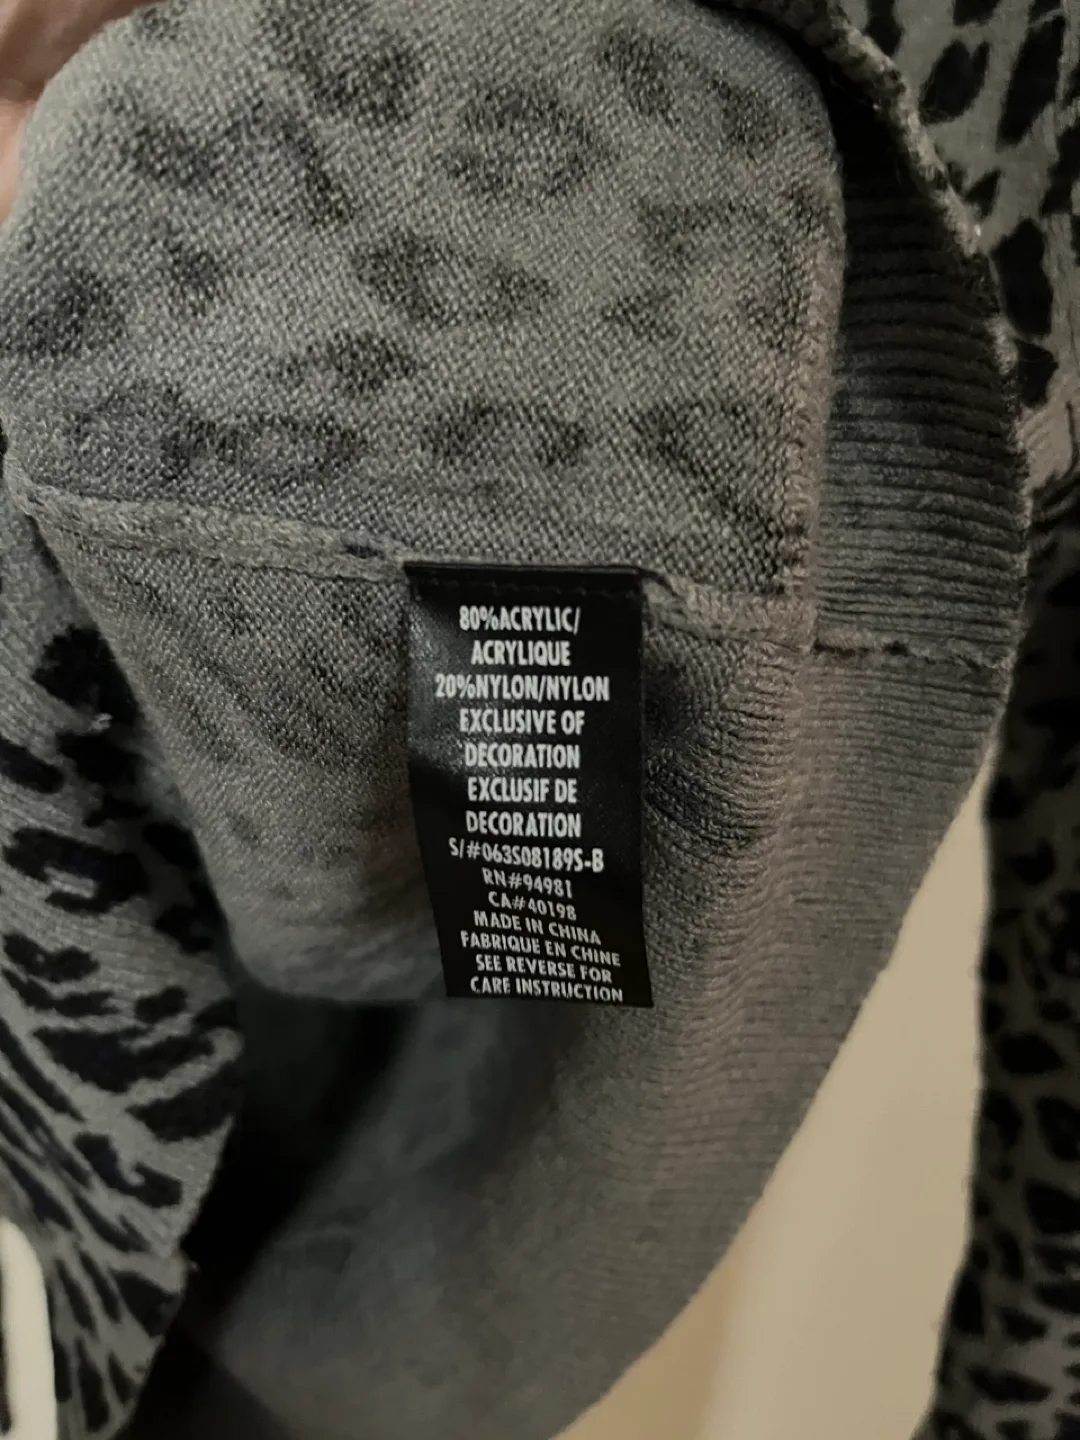 80%ACRYLIC/
ACRYLIQUE
20%NYLON/NYLON
EXCLUSIVE OF
DECORATION
EXCLUSIF DE
DECORATION
S/#063S08189S-B
RN#94981
CA#40198
MADE IN CHINA
FABRIQUE EN CHINE
SEE REVERSE FOR
CARE INSTRUCTION